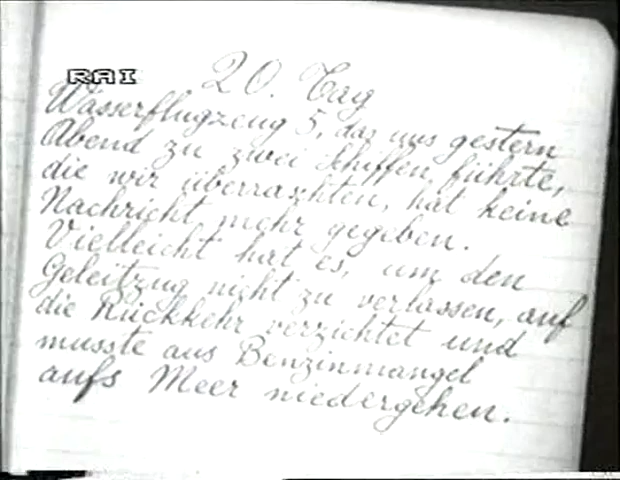 RAI
20. Tag
Wasserflugzeug 5, das uns gestern
Abend zu zwei Schiffen führte,
die wir überraschten, hat keine
Nachricht mehr gegeben.
Vielleicht hat es, um den
Geleitzug nicht zu verlassen, auf
die Rückkehr verzichtet und
musste aus Benzinmangel
aufs Meer niedergehen.